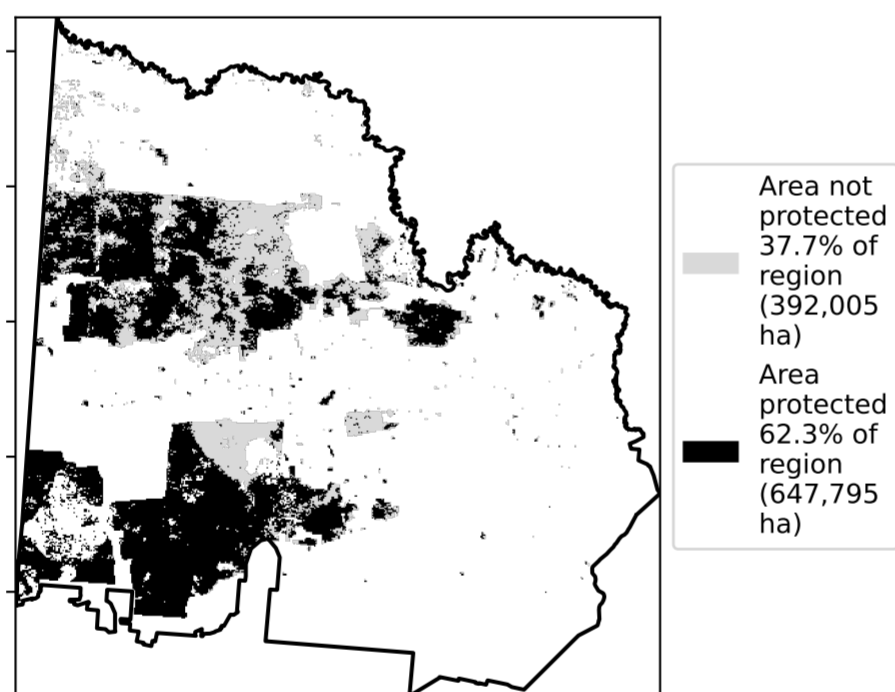 Area not
protected
37.7% of
region
(392,005
ha)
Area
protected
62.3% of
region
(647,795
ha)